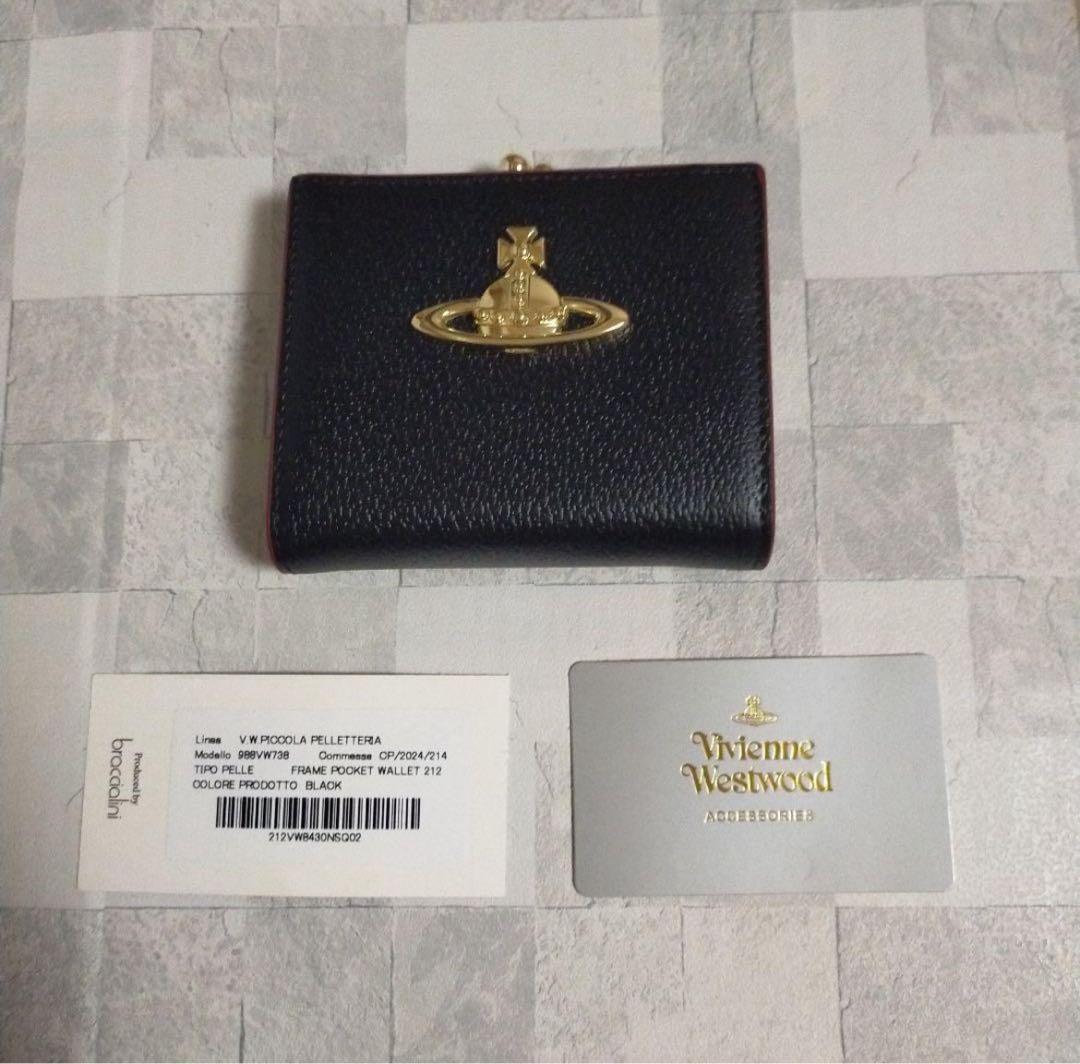 Produced by
braccialini
Linea V.W.PICCOLA PELLETTERIA
Modello 988VW738 Commessa CP/2024/214
TIPO PELLE FRAME POCKET WALLET 212
COLORE PRODOTTO BLACK
212VW8430NSQ02
Vivienne
Westwood
ACCESSORIES